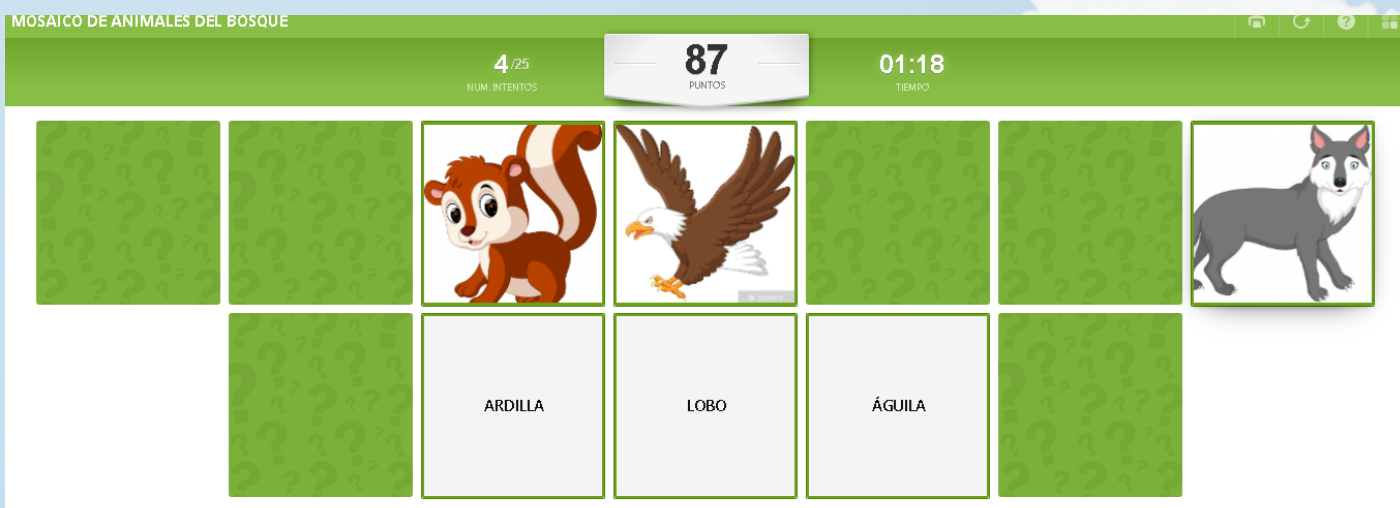 MOSAICO DE ANIMALES DEL BOSQUE
4/25
NUM. INTENTOS
87
PUNTOS
01:18
TIEMPO
ARDILLA
LOBO
ÁGUILA